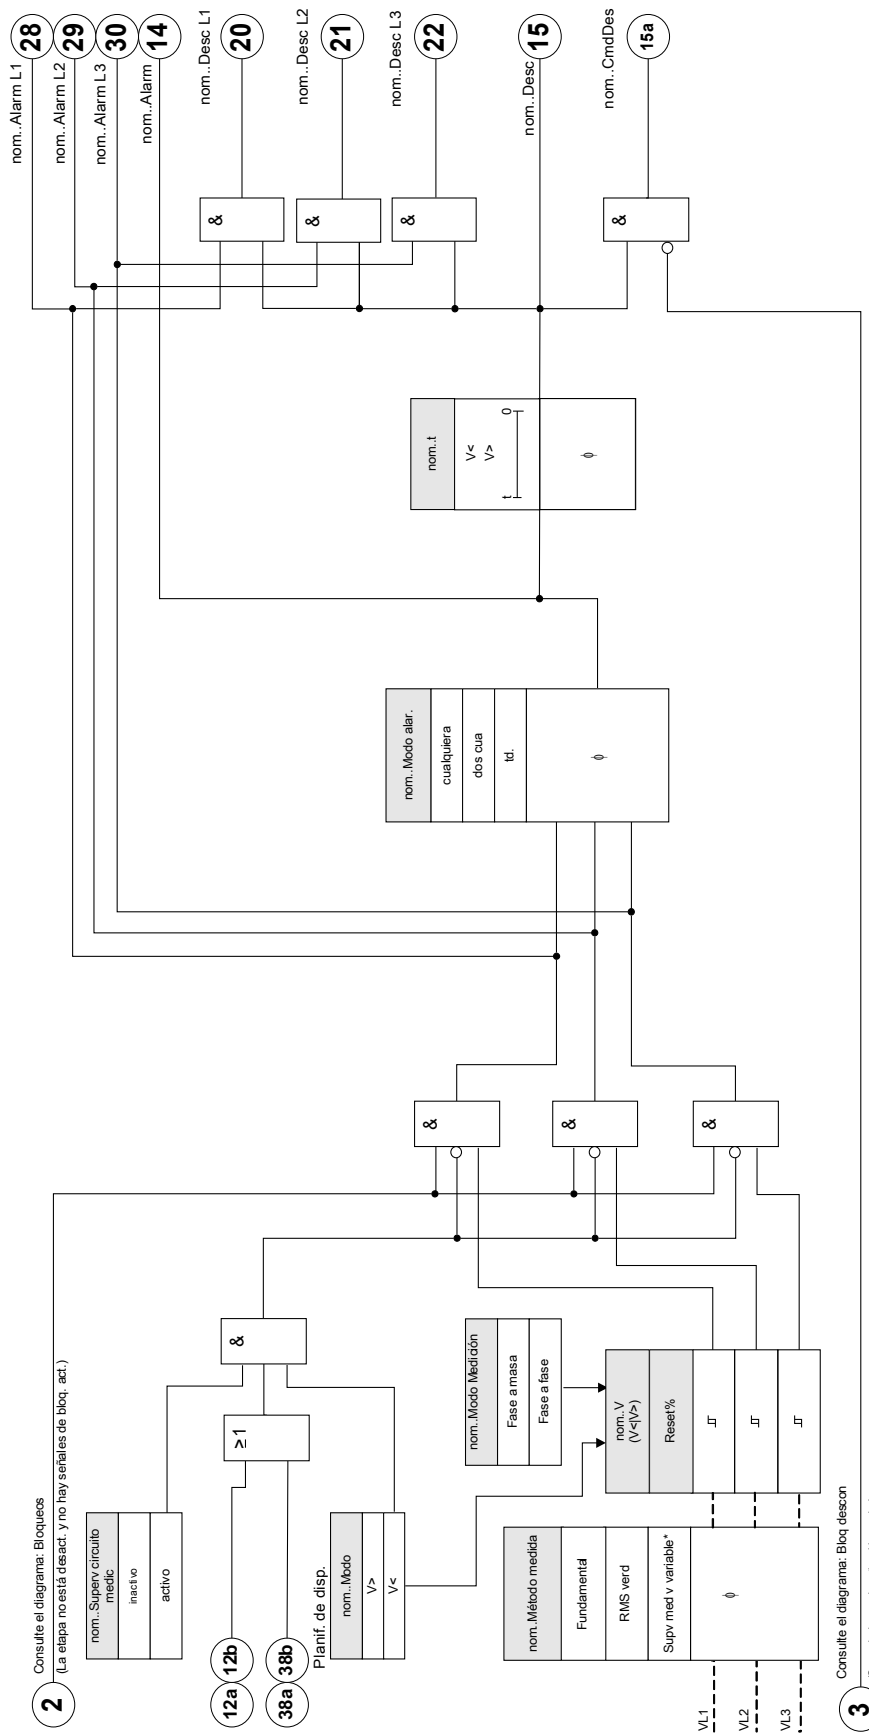 2
Consulte el diagrama: Bloqueos
(La etapa no está desact. y no hay señales de bloq. act.)
nom..Superv circuito
medic
inactivo
activo
12a
12b
38a
38b
Planif. de disp.
nom..Modo
V>
V<
≥1
&
nom..Modo Medición
Fase a masa
Fase a fase
nom..V
(V<|V>)
Reset%
nom..Método medida
Fundamental
RMS verd
Supv med v variable*
ϕ
VL1
VL2
VL3
3
Consulte el diagrama: Bloq descon
&
&
&
nom..Modo alar.
cualquiera
dos cua
td.
ϕ
nom..t
V<
V>
t
0
ϕ
&
&
&
&
nom..Alarm L1
28
nom..Alarm L2
29
nom..Alarm L3
30
nom..Alarm
14
nom..Desc L1
20
nom..Desc L2
21
nom..Desc L3
22
nom..Desc
15
nom..CmdDes
15a